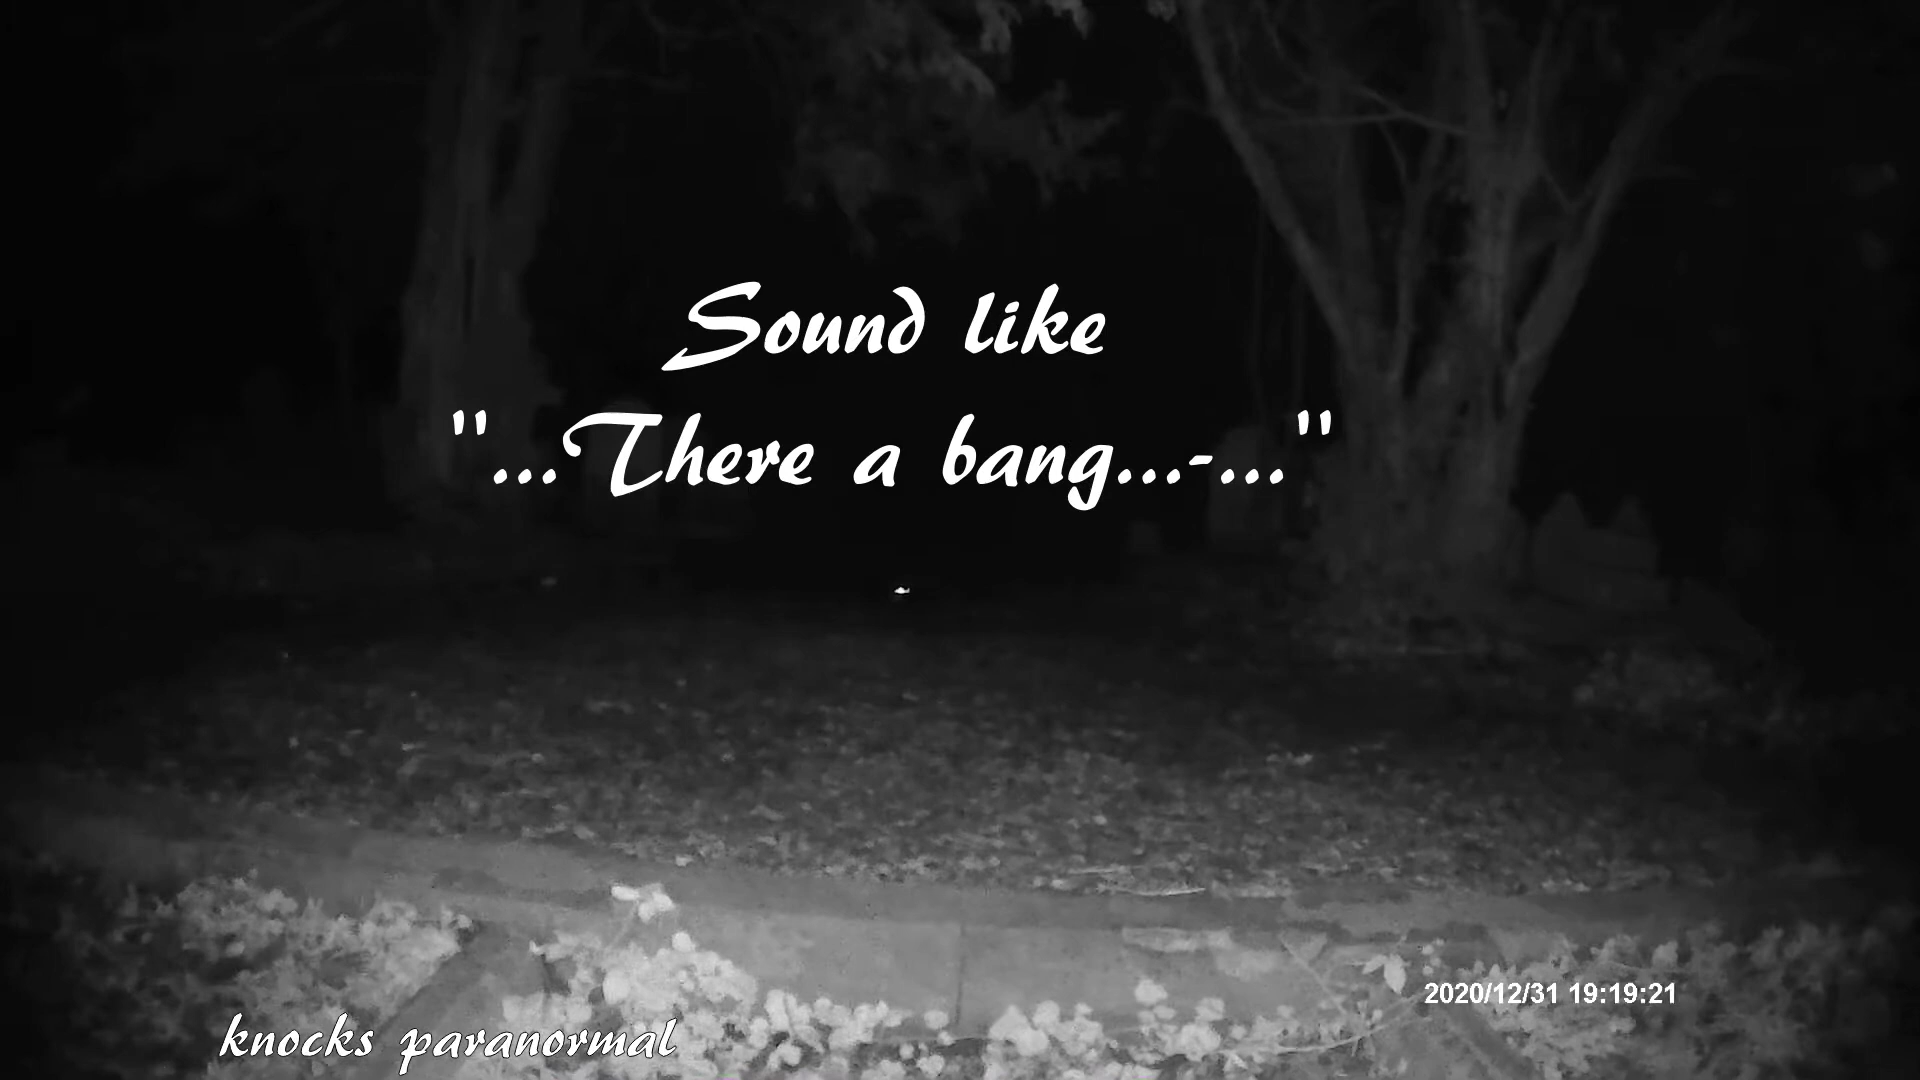 Sound like
"...There a bang...-..."
2020/12/31 19:19:21
knocks paranormal